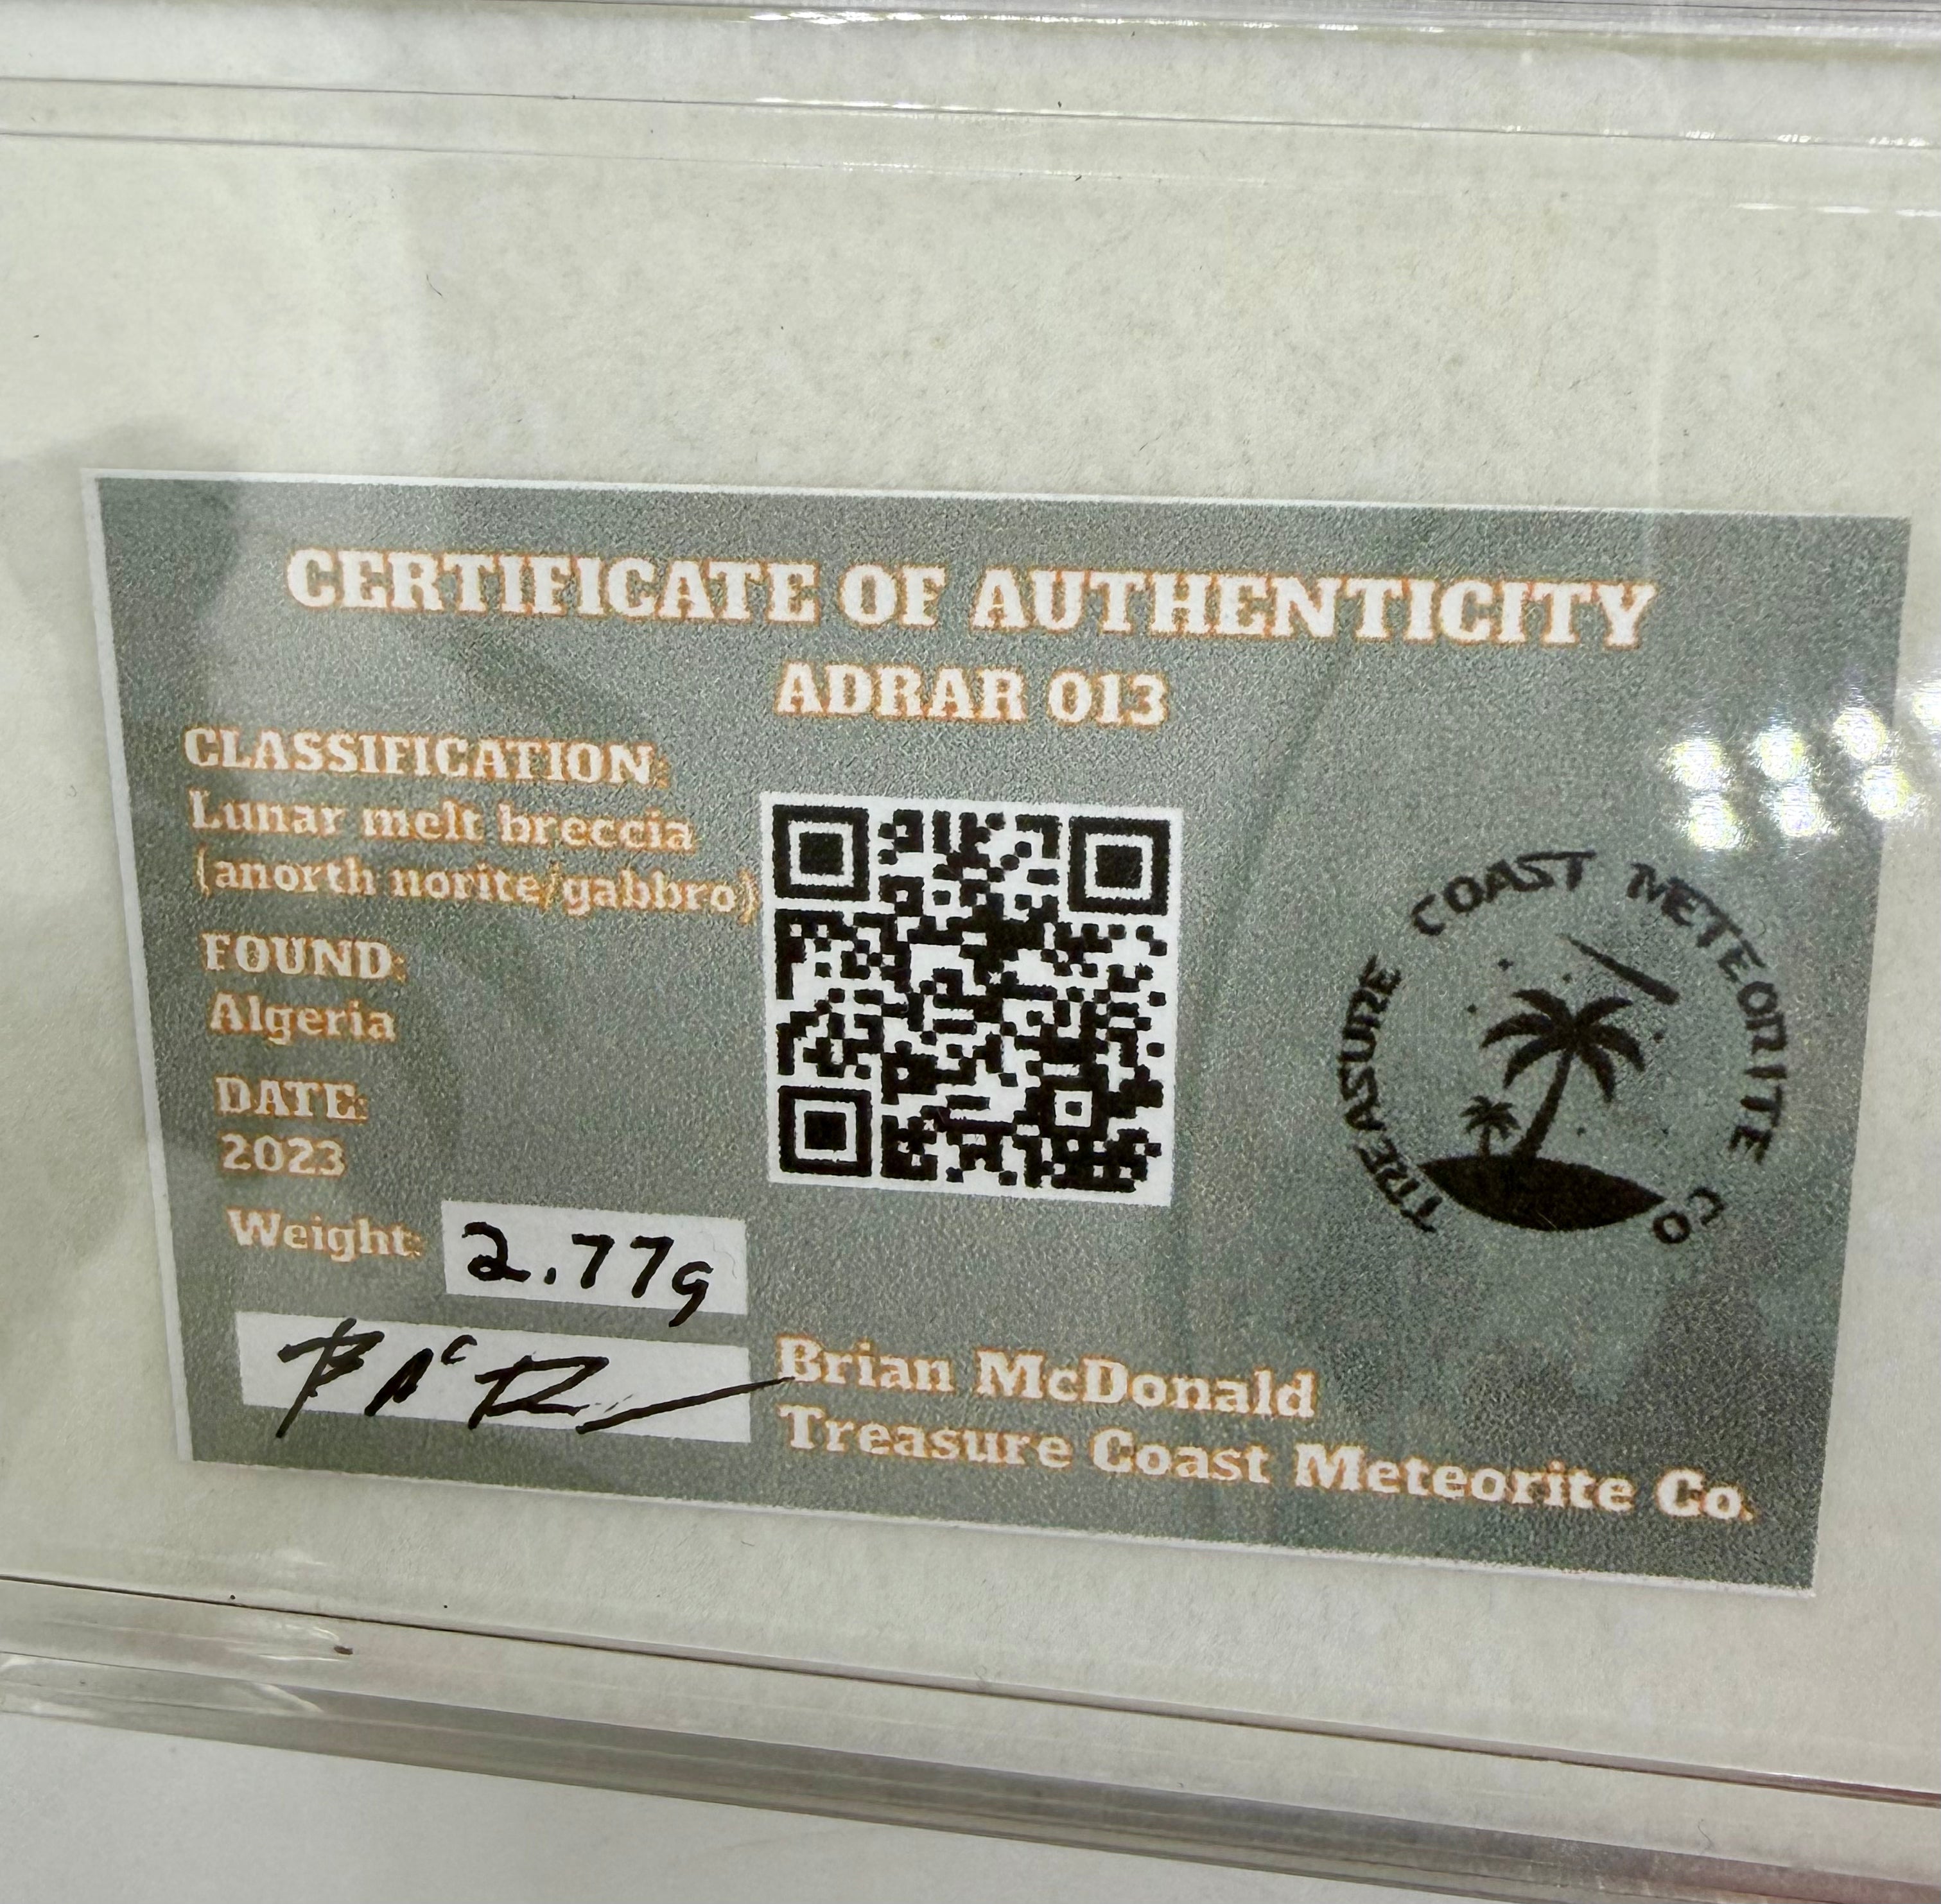 CERTIFICATE OF AUTHENTICITY
ADRAR 013
CLASSIFICATION:
Lunar melt breccia
(anorth norite/gabbro)
FOUND:
Algeria
DATE:
2023
Weight: 2.77g
TREASURE COAST METEORITE CO
Brian McDonald
Treasure Coast Meteorite Co.